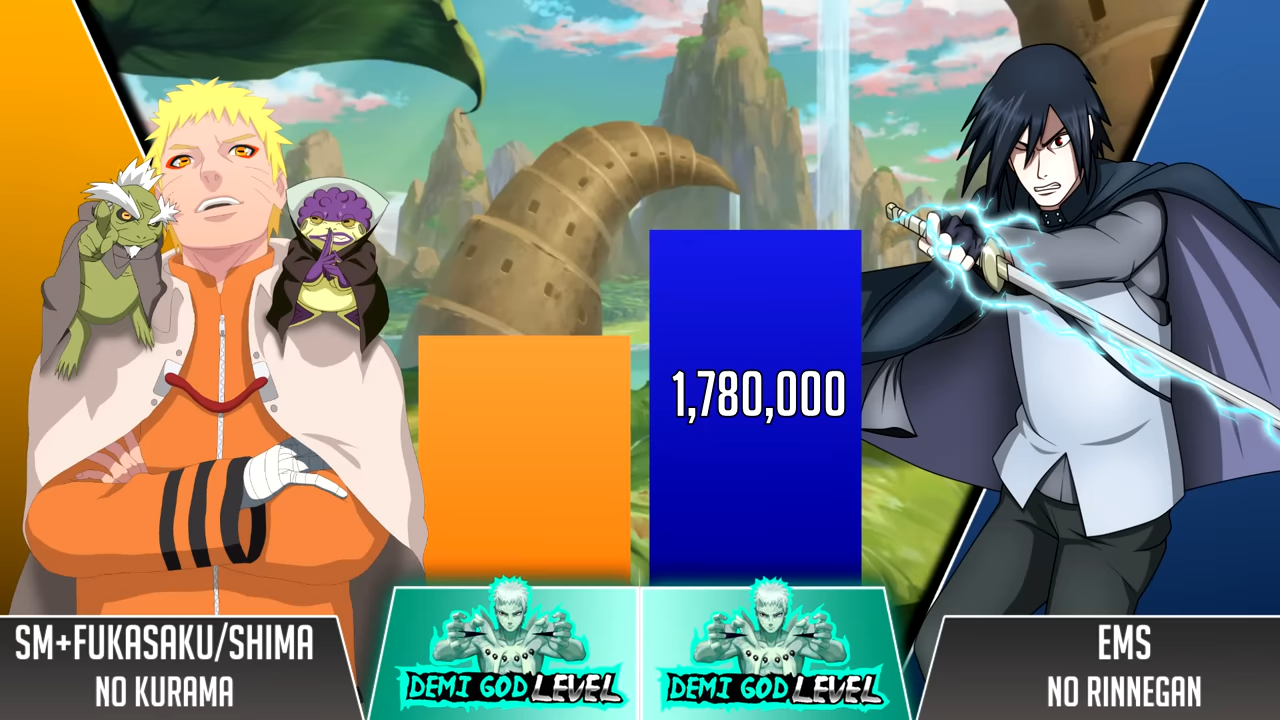 1,780,000
SM+FUKASAKU/SHIMA
NO KURAMA
DEMI GOD LEVEL
DEMI GOD LEVEL
EMS
NO RINNEGAN